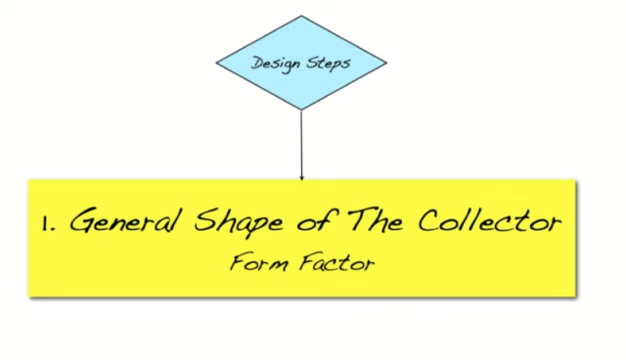 Design Steps
1. General Shape of The Collector
Form Factor